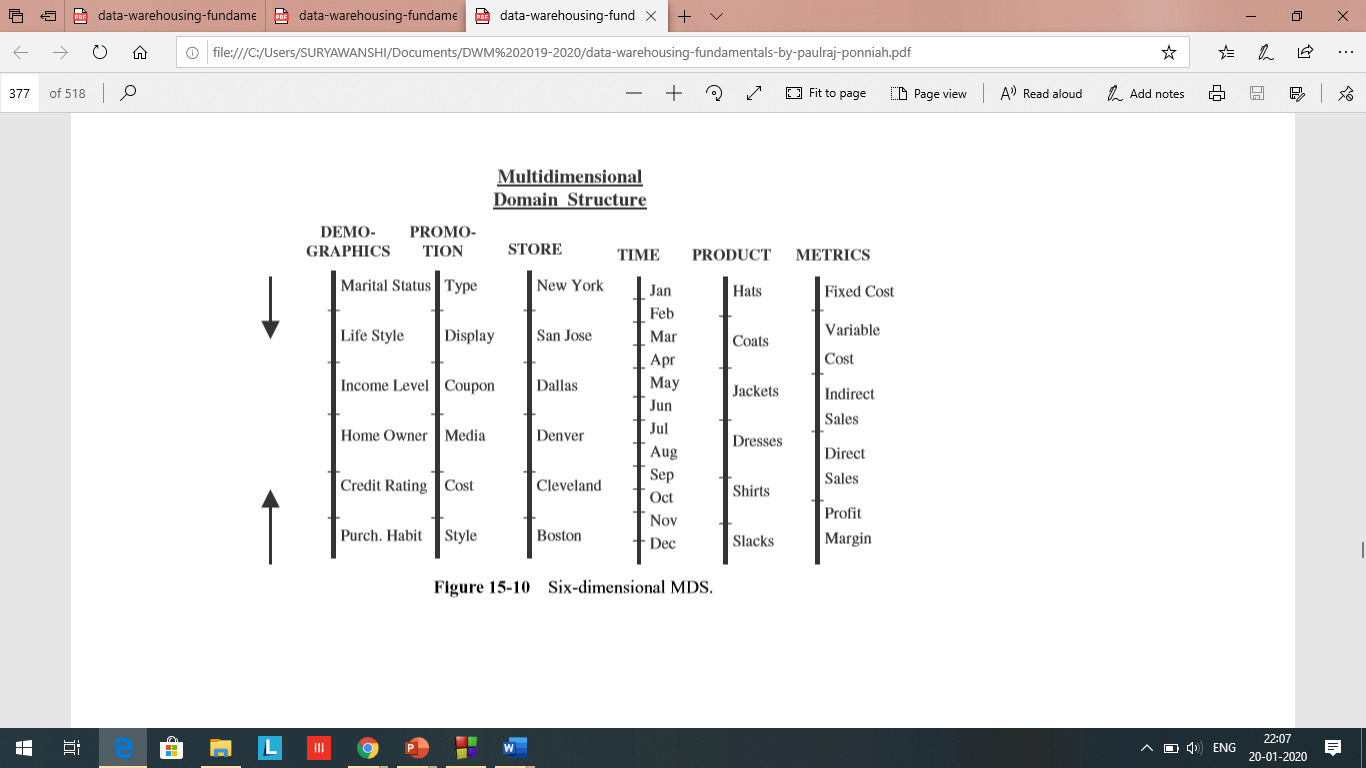 data-warehousing-fundame
data-warehousing-fundame
data-warehousing-fund
file:///C:/Users/SURYAWANSHI/Documents/DWM%202019-2020/data-warehousing-fundamentals-by-paulraj-ponniah.pdf
377 of 518 Fit to page Page view Read aloud Add notes
Multidimensional
Domain Structure
DEMO-
GRAPHICS
Marital Status
Life Style
Income Level
Home Owner
Credit Rating
Purch. Habit
PROMO-
TION
Type
Display
Coupon
Media
Cost
Style
STORE
New York
San Jose
Dallas
Denver
Cleveland
Boston
TIME
Jan
Feb
Mar
Apr
May
Jun
Jul
Aug
Sep
Oct
Nov
Dec
PRODUCT
Hats
Coats
Jackets
Dresses
Shirts
Slacks
METRICS
Fixed Cost
Variable
Cost
Indirect
Sales
Direct
Sales
Profit
Margin
Figure 15-10 Six-dimensional MDS.
ENG
22:07
20-01-2020